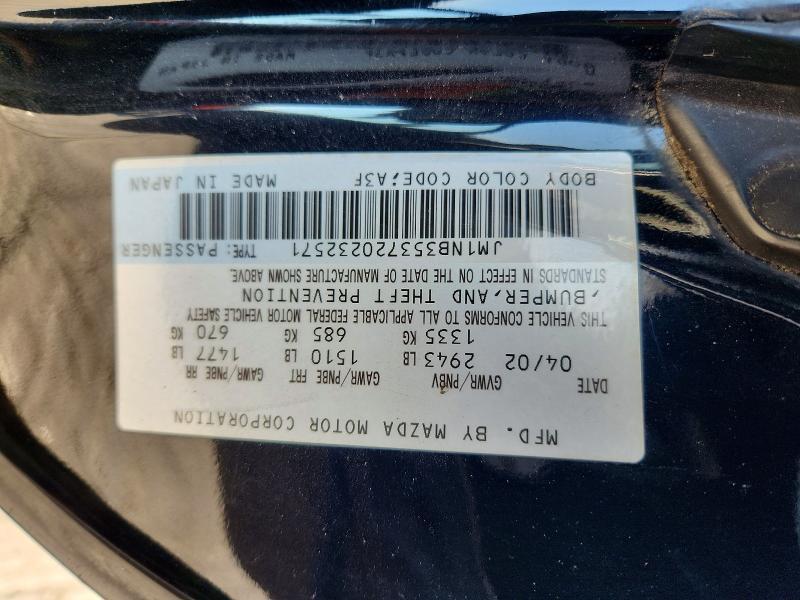 MFD. BY MAZDA MOTOR CORPORATION
DATE GVWR/PNBV GAWR/PNBE FRT GAWR/PNBE RR
04/02 2943 LB 1510 LB 1477 LB
1335 KG 685 KG 670 KG
THIS VEHICLE CONFORMS TO ALL APPLICABLE FEDERAL MOTOR VEHICLE SAFETY
,BUMPER,AND THEFT PREVENTION
STANDARDS IN EFFECT ON THE DATE OF MANUFACTURE SHOWN ABOVE.
JM1NB353720232571 TYPE: PASSENGER
BODY COLOR CODE;A3F MADE IN JAPAN